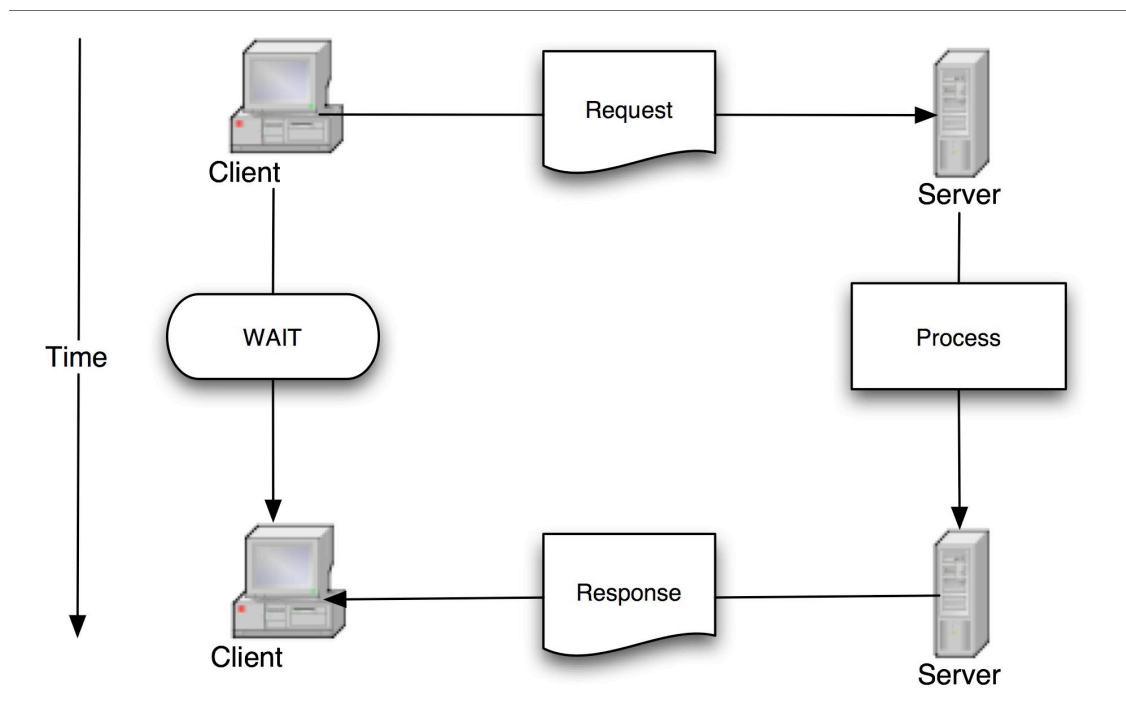 Request
Client
Server
WAIT
Process
Time
Response
Client
Server